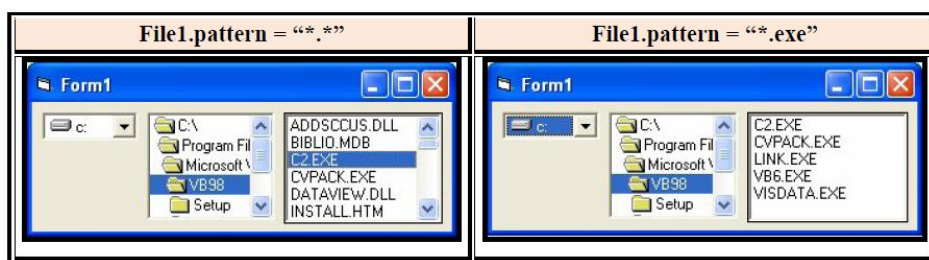 File1.pattern = “*.*”
File1.pattern = “*.exe”
Form1
c:
C:\
Program Fil
Microsoft \
VB98
Setup
ADDSCCUS.DLL
BIBLIO.MDB
C2.EXE
CVPACK.EXE
DATAVIEW.DLL
INSTALL.HTM
Form1
c:
C:\
Program Fil
Microsoft \
VB98
Setup
C2.EXE
CVPACK.EXE
LINK.EXE
VB6.EXE
VISDATA.EXE